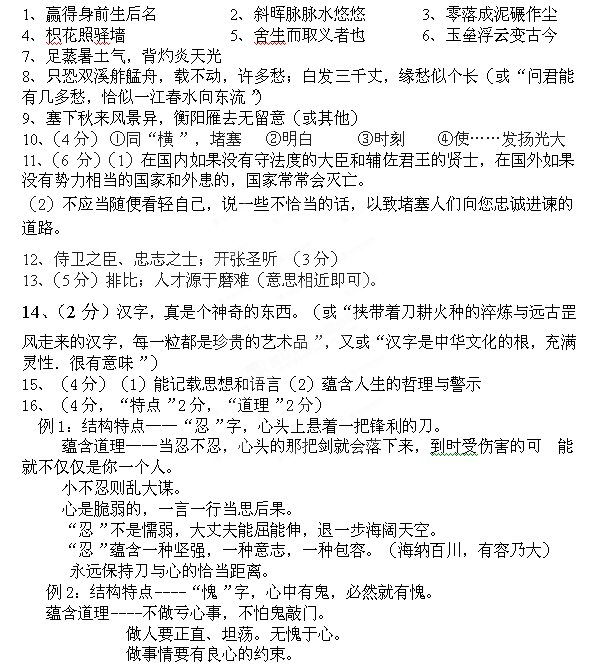 1、赢得身前生后名 2、斜晖脉脉水悠悠 3、零落成泥碾作尘
4、枳花照驿墙 5、舍生而取义者也 6、玉垒浮云变古今
7、足蒸暑土气，背灼炎天光
8、只恐双溪舴艋舟，载不动，许多愁；白发三千丈，缘愁似个长（或“问君能
有几多愁，恰似一江春水向东流”）
9、塞下秋来风景异，衡阳雁去无留意（或其他）
10、（4分）①同“横”，堵塞 ②明白 ③时刻 ④使……发扬光大
11、（6 分）（1）在国内如果没有守法度的大臣和辅佐君王的贤士，在国外如果
没有势力相当的国家和外患的，国家常常会灭亡。
（2）不应当随便看轻自己，说一些不恰当的话，以致堵塞人们向您忠诚进谏的
道路。
12、侍卫之臣、忠志之士；开张圣听 （3分）
13、（5分）排比；人才源于磨难（意思相近即可）。
14、（2 分）汉字，真是个神奇的东西。（或“挟带着刀耕火种的淬炼与远古罡
风走来的汉字，每一粒都是珍贵的艺术品”，又或“汉字是中华文化的根，充满
灵性．很有意味”）
15、（4分）（1）能记载思想和语言（2）蕴含人生的哲理与警示
16、（4分，“特点”2分，“道理”2分）
例1：结构特点——“忍”字，心头上悬着一把锋利的刀。
蕴含道理——当忍不忍，心头的那把剑就会落下来，到时受伤害的可 能
就不仅仅是你一个人。
小不忍则乱大谋。
心是脆弱的，一言一行当思后果。
“忍”不是懦弱，大丈夫能屈能伸，退一步海阔天空。
“忍”蕴含一种坚强，一种意志，一种包容。（海纳百川，有容乃大）
永远保持刀与心的恰当距离。
例2：结构特点----“愧”字，心中有鬼，必然就有愧。
蕴含道理----不做亏心事，不怕鬼敲门。
做人要正直、坦荡。无愧于心。
做事情要有良心的约束。